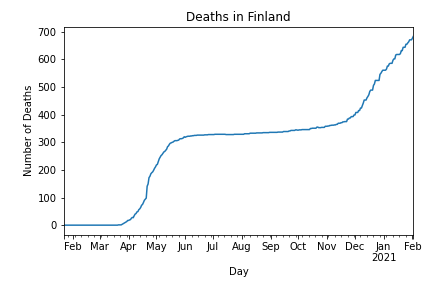 Deaths in Finland
Number of Deaths
700
600
500
400
300
200
100
0
Feb Mar Apr May Jun Jul Aug Sep Oct Nov Dec Jan Feb
2021
Day